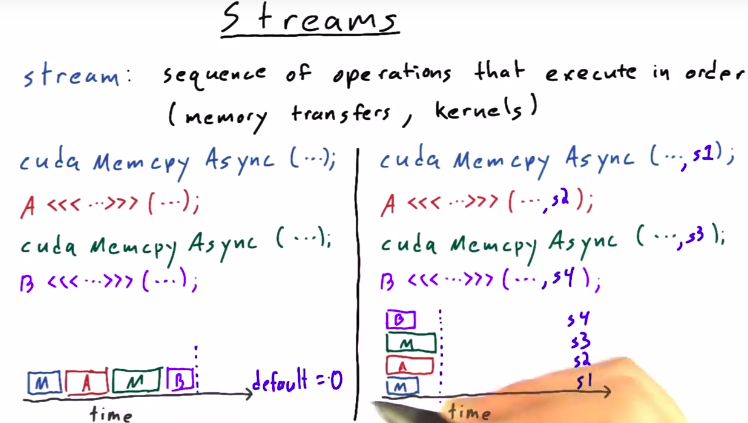 Streams
stream: sequence of operations that execute in order
(memory transfers, kernels)
cuda Memcpy Async (...);
A <<< ... >>> (...);
cuda Memcpy Async (...);
B <<< ... >>> (...);
M A M B
default = 0
time
cuda Memcpy Async (..., s1);
A <<< ... >>> (..., s2);
cuda Memcpy Async (..., s3);
B <<< ... >>> (..., s4);
B s4
M s3
A s2
M s1
time